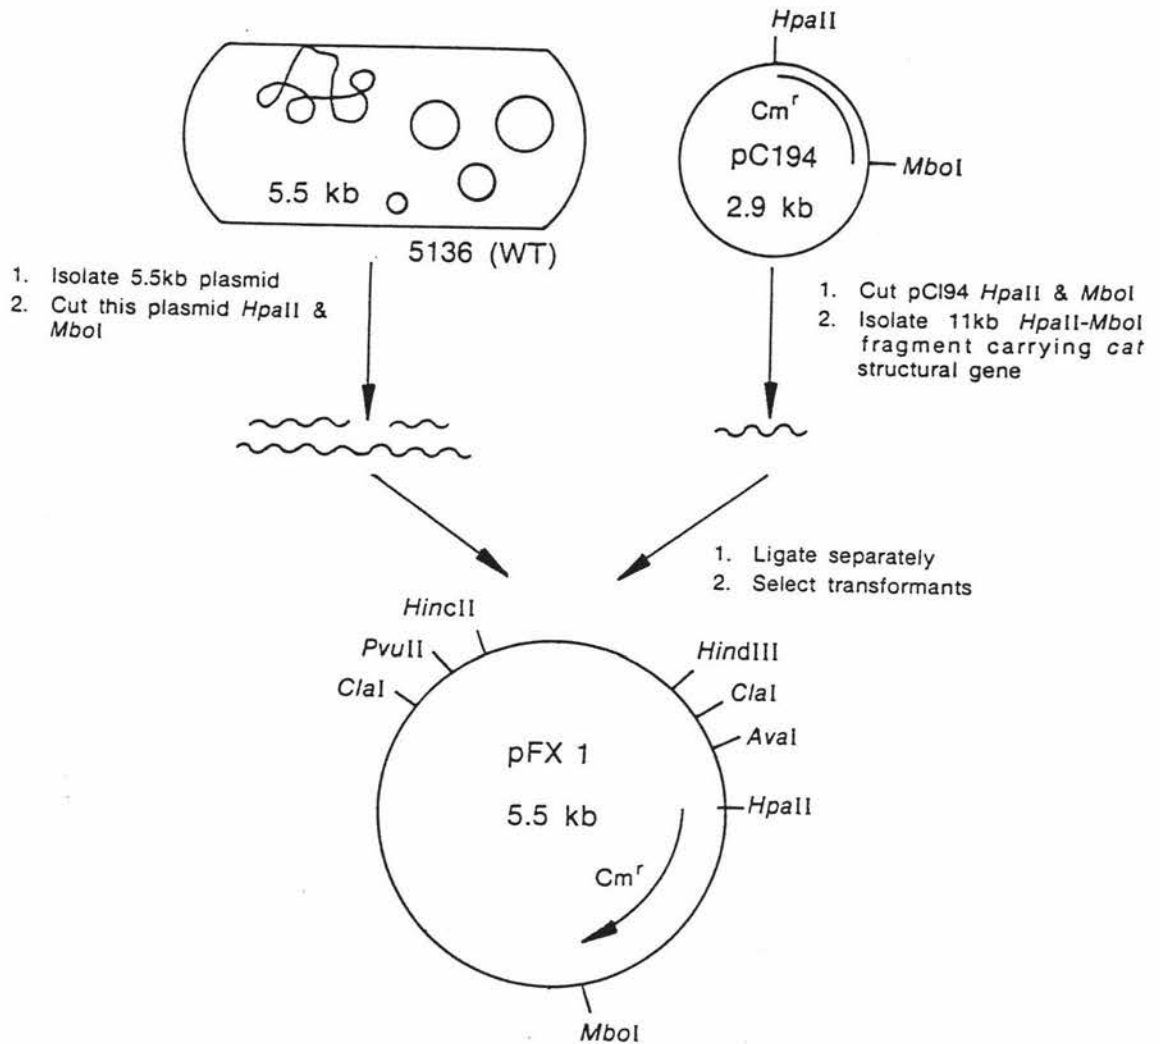 HpaII
Cmʳ
pC194
2.9 kb
MboI
5.5 kb
5136 (WT)
1. Isolate 5.5kb plasmid
2. Cut this plasmid HpaII &
MboI
1. Cut pCl94 HpaII & MboI
2. Isolate 11kb HpaII-MboI
fragment carrying cat
structural gene
1. Ligate separately
2. Select transformants
HincII
PvuII
ClaI
HindIII
ClaI
AvaI
HpaII
pFX 1
5.5 kb
Cmʳ
MboI